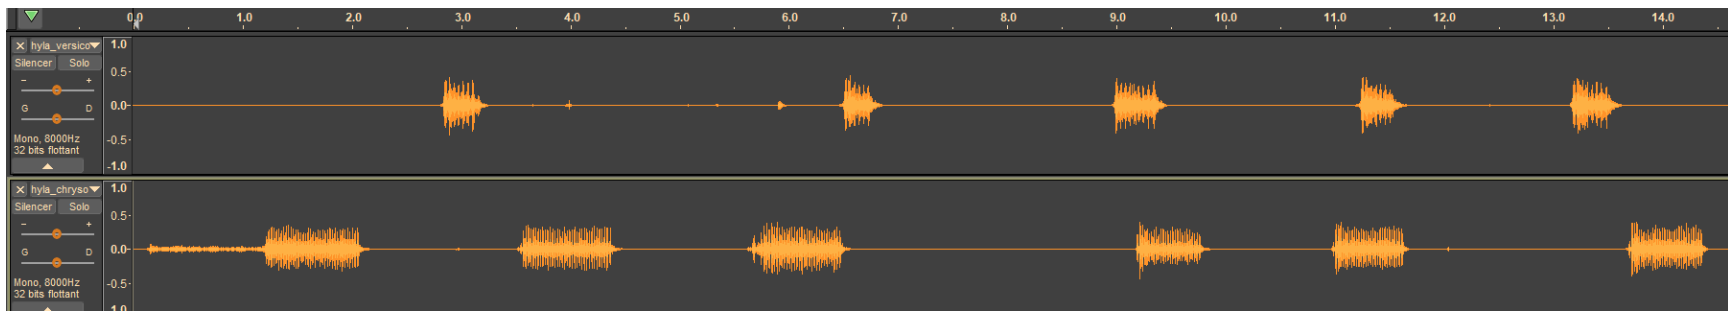 0.0 1.0 2.0 3.0 4.0 5.0 6.0 7.0 8.0 9.0 10.0 11.0 12.0 13.0 14.0
hyla_versico
Silencer Solo
- +
G D
Mono, 8000Hz
32 bits flottant
1.0
0.5-
0.0-
-0.5-
-1.0
hyla_chryso
Silencer Solo
- +
G D
Mono, 8000Hz
32 bits flottant
1.0
0.5-
0.0-
-0.5-
1.0